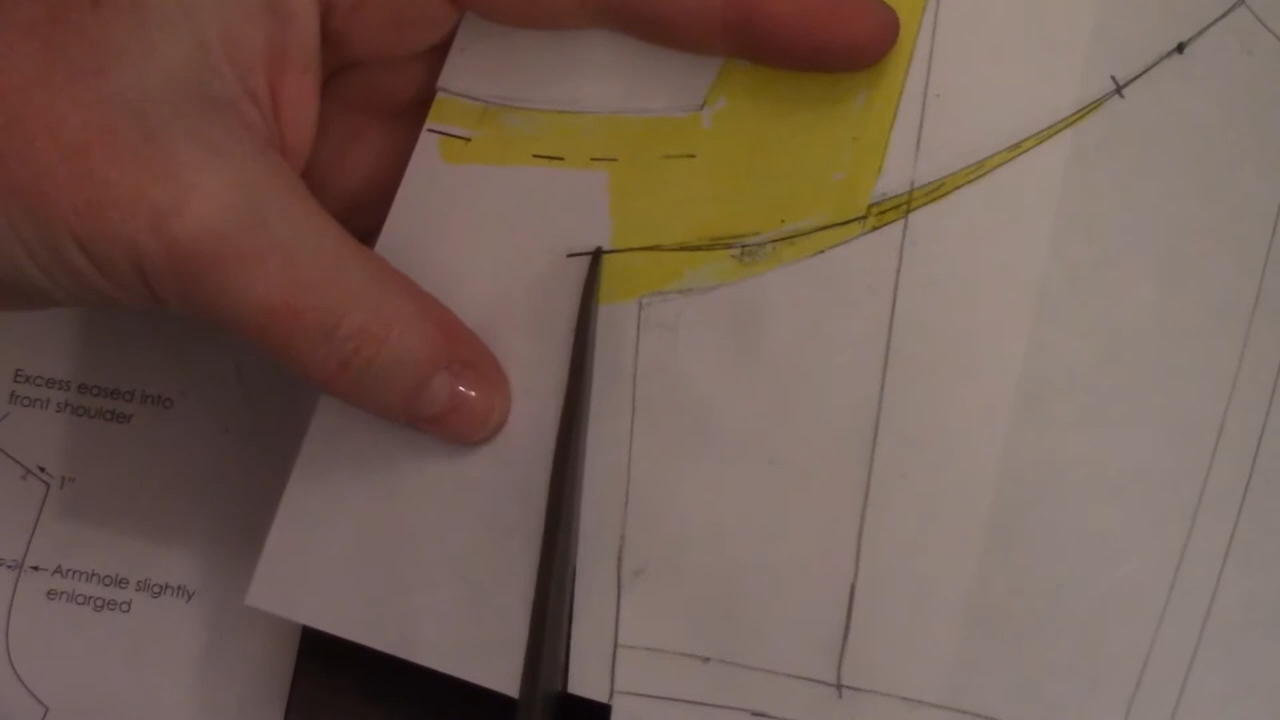 Excess eased into
front shoulder
1"
Armhole slightly
enlarged